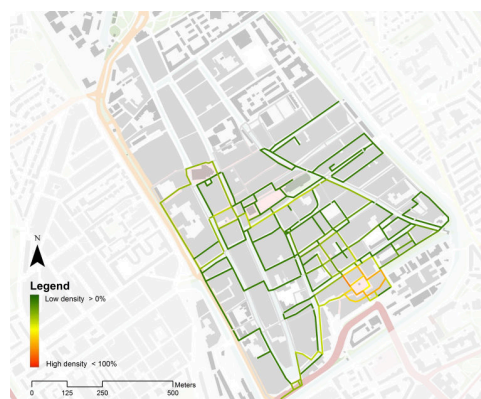 N
Legend
Low density > 0%
High density < 100%
Meters
0 125 250 500